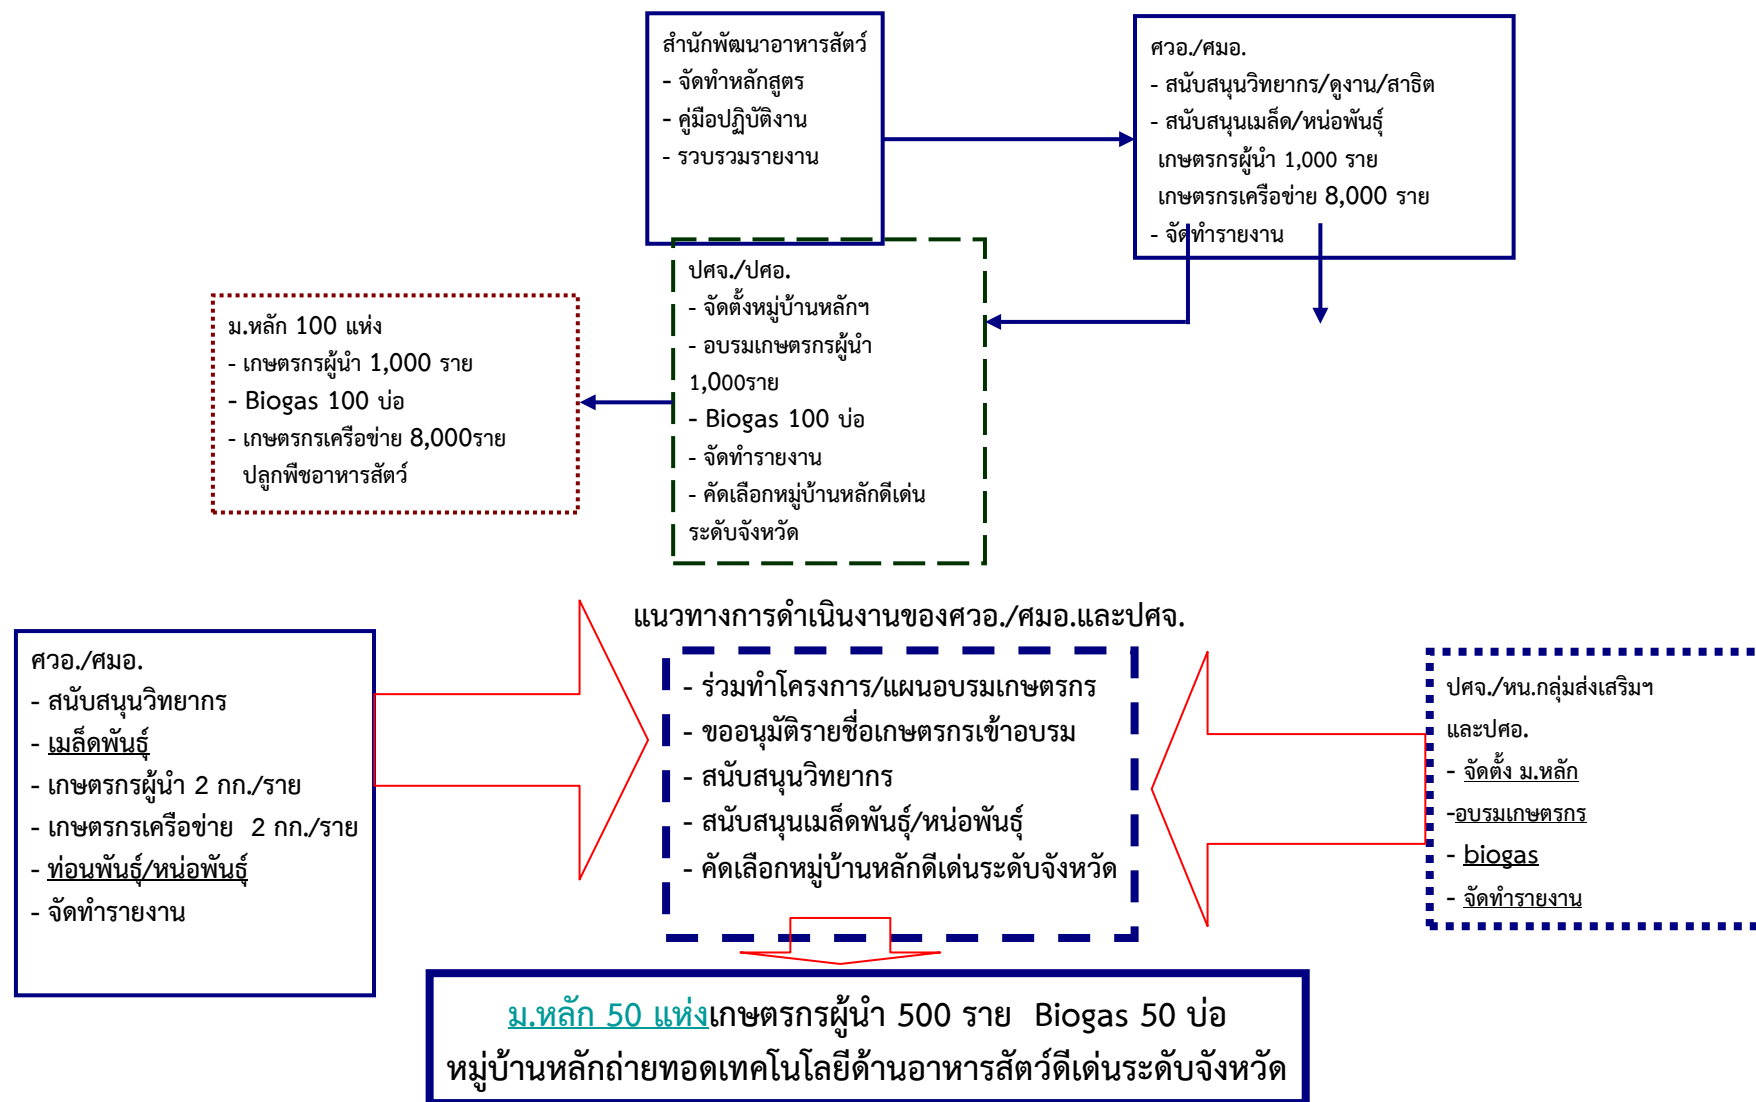 สำนักพัฒนาอาหารสัตว์
- จัดทำหลักสูตร
- คู่มือปฏิบัติงาน
- รวบรวมรายงาน
ศวอ./ศมอ.
- สนับสนุนวิทยากร/ดูงาน/สาธิต
- สนับสนุนเมล็ด/หน่อพันธุ์
เกษตรกรผู้นำ 1,000 ราย
เกษตรกรเครือข่าย 8,000 ราย
- จัดทำรายงาน
ปศจ./ปศอ.
- จัดตั้งหมู่บ้านหลักฯ
- อบรมเกษตรกรผู้นำ
1,000ราย
- Biogas 100 บ่อ
- จัดทำรายงาน
- คัดเลือกหมู่บ้านหลักดีเด่น
ระดับจังหวัด
ม.หลัก 100 แห่ง
- เกษตรกรผู้นำ 1,000 ราย
- Biogas 100 บ่อ
- เกษตรกรเครือข่าย 8,000ราย
ปลูกพืชอาหารสัตว์
แนวทางการดำเนินงานของศวอ./ศมอ.และปศจ.
ศวอ./ศมอ.
- สนับสนุนวิทยากร
- เมล็ดพันธุ์
- เกษตรกรผู้นำ 2 กก./ราย
- เกษตรกรเครือข่าย 2 กก./ราย
- ท่อนพันธุ์/หน่อพันธุ์
- จัดทำรายงาน
- ร่วมทำโครงการ/แผนอบรมเกษตรกร
- ขออนุมัติรายชื่อเกษตรกรเข้าอบรม
- สนับสนุนวิทยากร
- สนับสนุนเมล็ดพันธุ์/หน่อพันธุ์
- คัดเลือกหมู่บ้านหลักดีเด่นระดับจังหวัด
ปศจ./หน.กลุ่มส่งเสริมฯ
และปศอ.
- จัดตั้ง ม.หลัก
-อบรมเกษตรกร
- biogas
- จัดทำรายงาน
ม.หลัก 50 แห่งเกษตรกรผู้นำ 500 ราย Biogas 50 บ่อ
หมู่บ้านหลักถ่ายทอดเทคโนโลยีด้านอาหารสัตว์ดีเด่นระดับจังหวัด